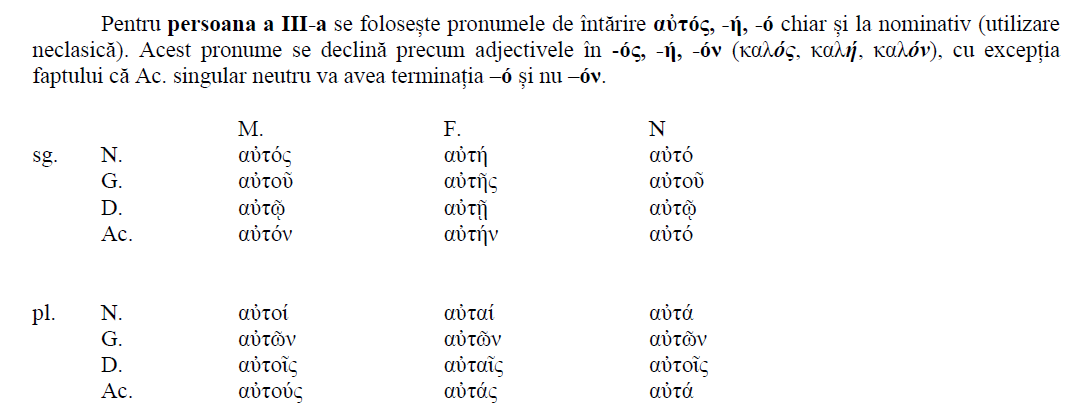 Pentru persoana a III-a se folosește pronumele de întărire αὐτός, -ή, -ό chiar și la nominativ (utilizare
neclasică). Acest pronume se declină precum adjectivele în -ός, -ή, -όν (καλός, καλή, καλόν), cu excepția
faptului că Ac. singular neutru va avea terminația –ό și nu –όν.
M. F. N
sg. N. αὐτός αὐτή αὐτό
G. αὐτοῦ αὐτῆς αὐτοῦ
D. αὐτῷ αὐτῇ αὐτῷ
Ac. αὐτόν αὐτήν αὐτό
pl. N. αὐτοί αὐταί αὐτά
G. αὐτῶν αὐτῶν αὐτῶν
D. αὐτοῖς αὐταῖς αὐτοῖς
Ac. αὐτούς αὐτάς αὐτά